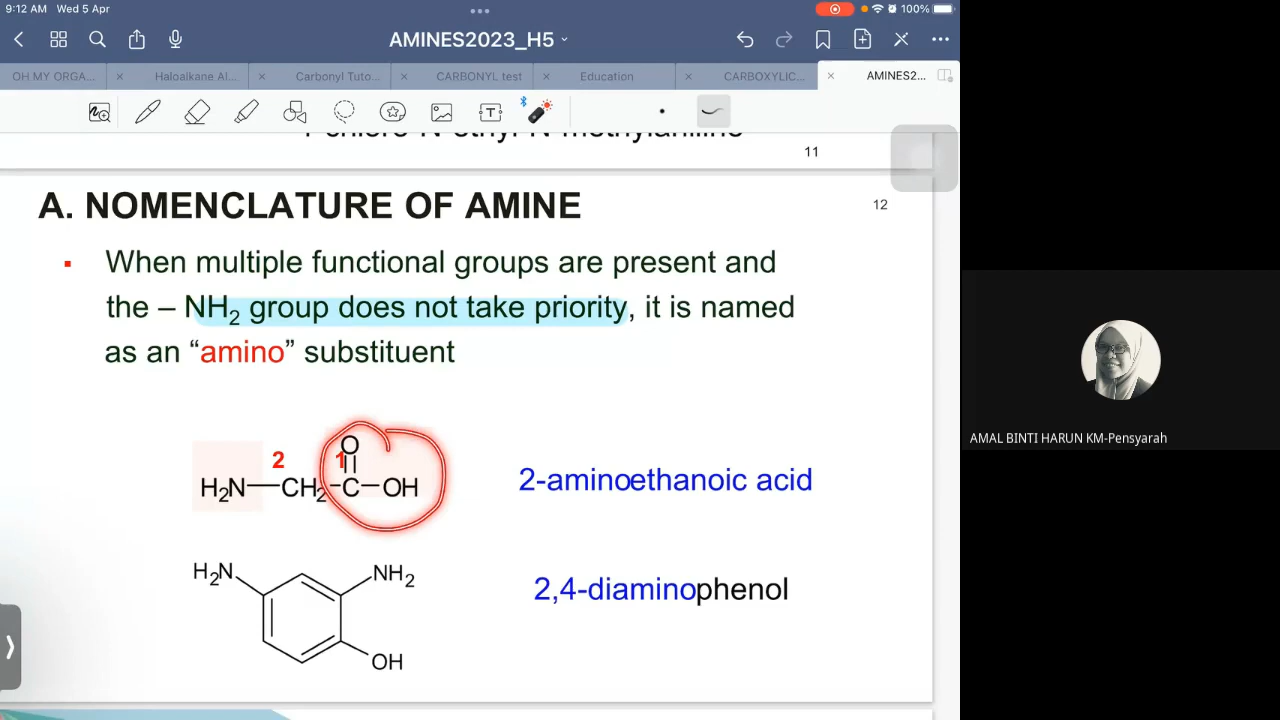 9:12 AM Wed 5 Apr
100%
AMINES2023_H5
OH MY ORGA...
Haloalkane Al...
Carbonyl Tuto...
CARBONYL test
Education
CARBOXYLIC...
AMINES2...
11
A. NOMENCLATURE OF AMINE
12
When multiple functional groups are present and
the – NH₂ group does not take priority, it is named
as an “amino” substituent
O
2
1
H₂N CH₂ C OH
2-aminoethanoic acid
H₂N
NH₂
2,4-diaminophenol
OH
AMAL BINTI HARUN KM-Pensyarah